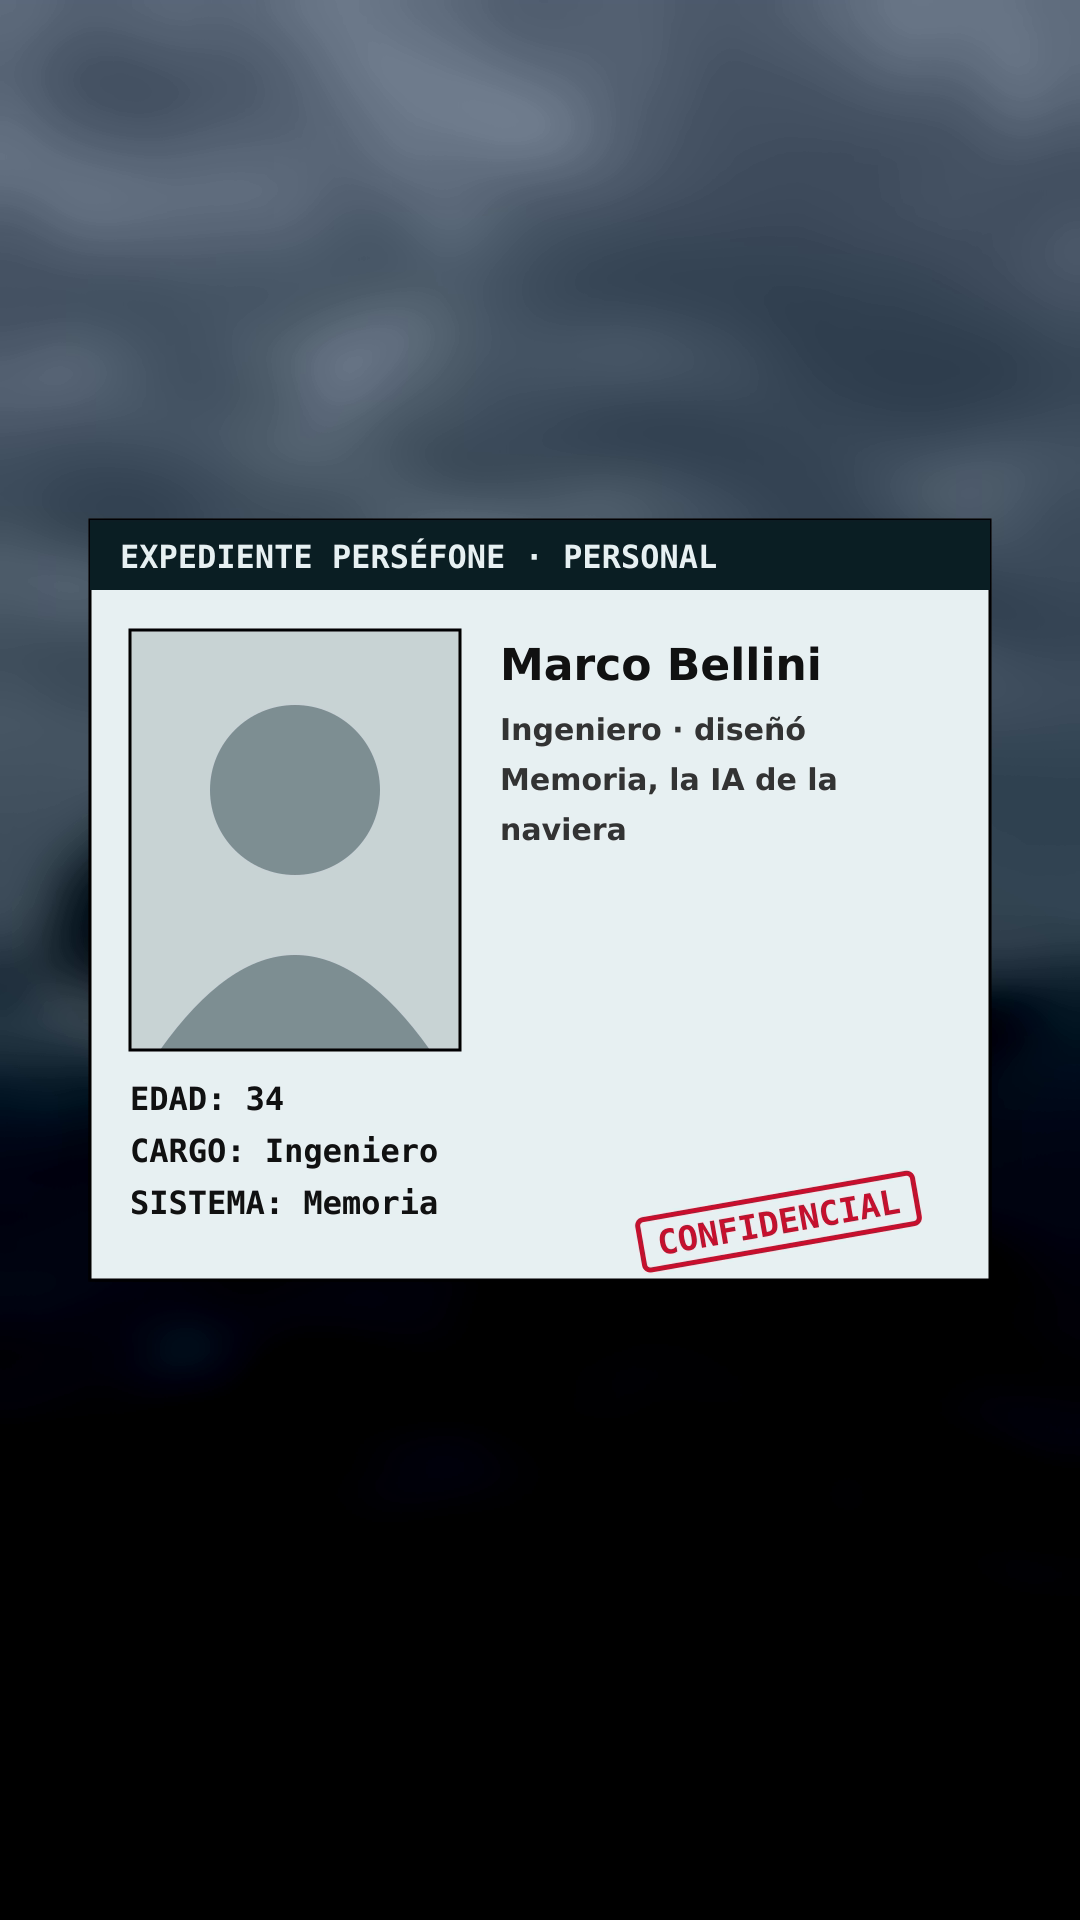 EXPEDIENTE PERSÉFONE · PERSONAL
Marco Bellini
Ingeniero · diseñó
Memoria, la IA de la
naviera
EDAD: 34
CARGO: Ingeniero
SISTEMA: Memoria
CONFIDENCIAL